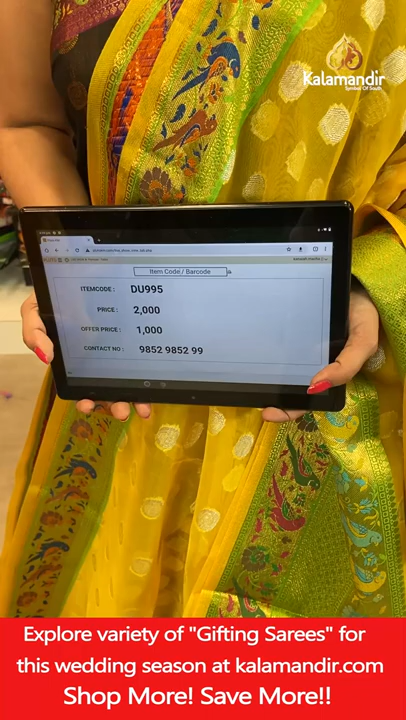 Kalamandir
Symbol Of South
Item Code / Barcode
ITEMCODE : DU995
PRICE : 2,000
OFFER PRICE : 1,000
CONTACT NO : 9852 9852 99
Explore variety of "Gifting Sarees" for
this wedding season at kalamandir.com
Shop More! Save More!!